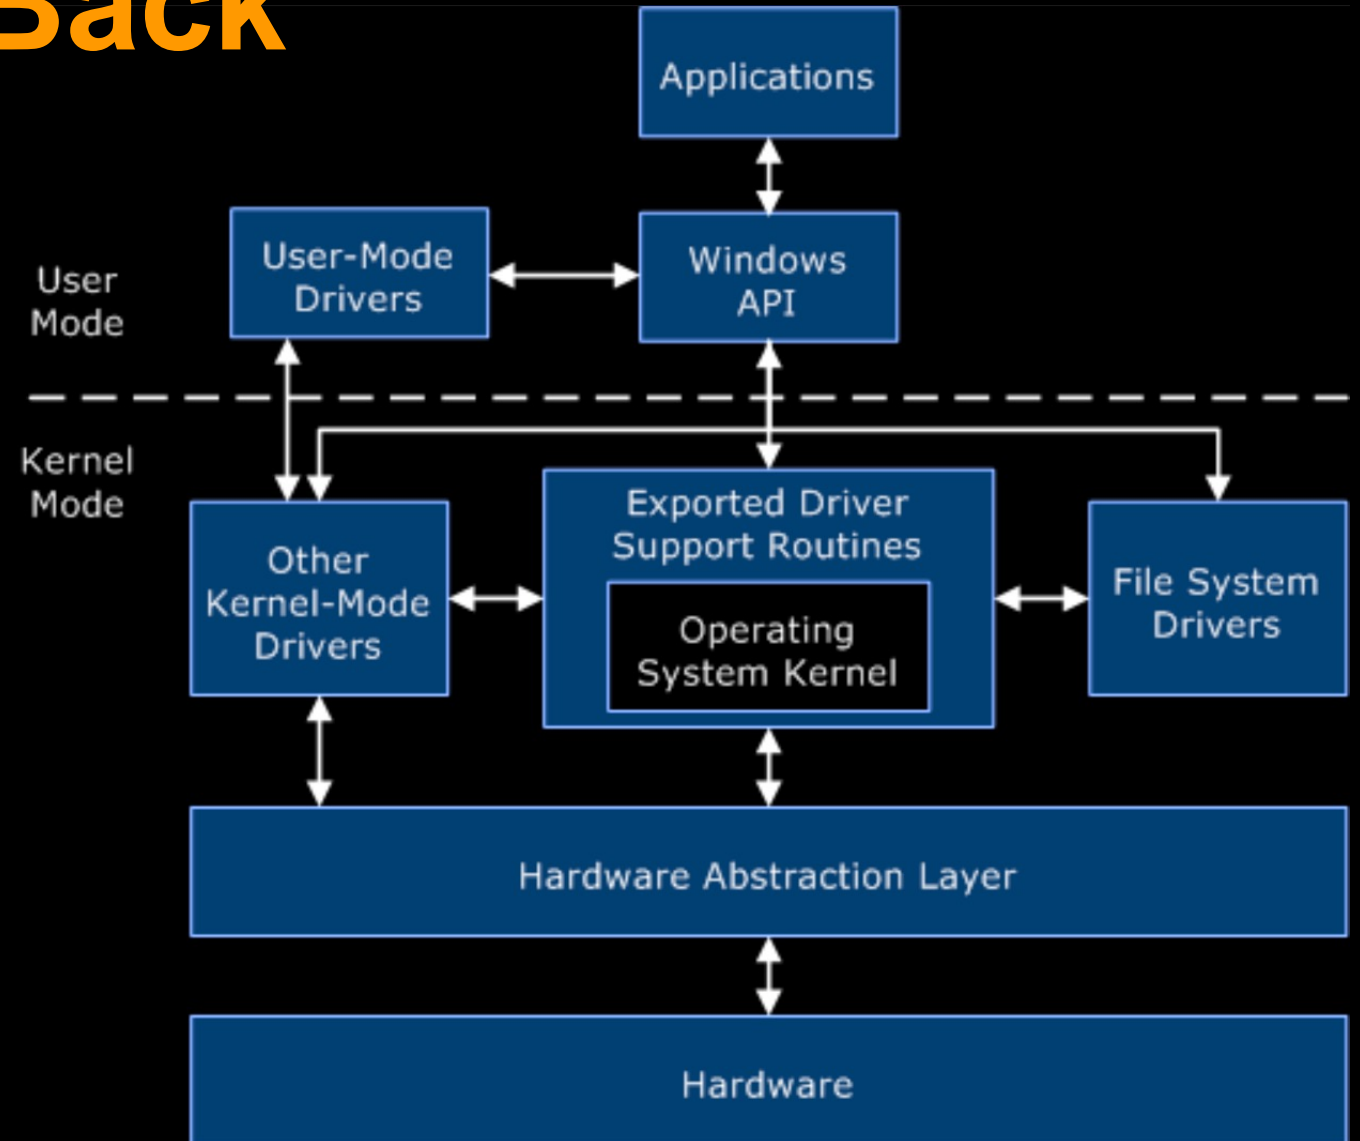 Back
Applications
User-Mode
Drivers
Windows
API
User
Mode
Kernel
Mode
Exported Driver
Support Routines
Other
Kernel-Mode
Drivers
Operating
System Kernel
File System
Drivers
Hardware Abstraction Layer
Hardware